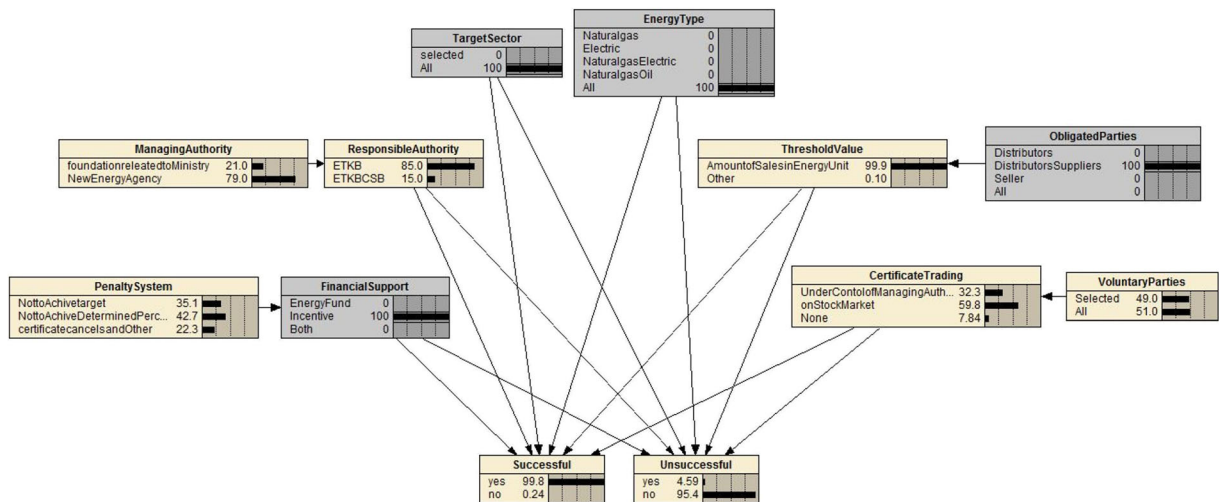 TargetSector
selected 0
All 100
EnergyType
Naturalgas 0
Electric 0
NaturalgasElectric 0
NaturalgasOil 0
All 100
ManagingAuthority
foundationreleatedtoMinistry 21.0
NewEnergyAgency 79.0
ResponsibleAuthority
ETKB 85.0
ETKBCSB 15.0
ThresholdValue
AmountofSalesinEnergyUnit 99.9
Other 0.10
ObligatedParties
Distributors 0
DistributorsSuppliers 100
Seller 0
All 0
PenaltySystem
NottoAchivetarget 35.1
NottoAchiveDeterminedPerc... 42.7
certificatecancelsandOther 22.3
FinancialSupport
EnergyFund 0
Incentive 100
Both 0
CertificateTrading
UnderContolofManagingAuth... 32.3
onStockMarket 59.8
None 7.84
VoluntaryParties
Selected 49.0
All 51.0
Successful
yes 99.8
no 0.24
Unsuccessful
yes 4.59
no 95.4